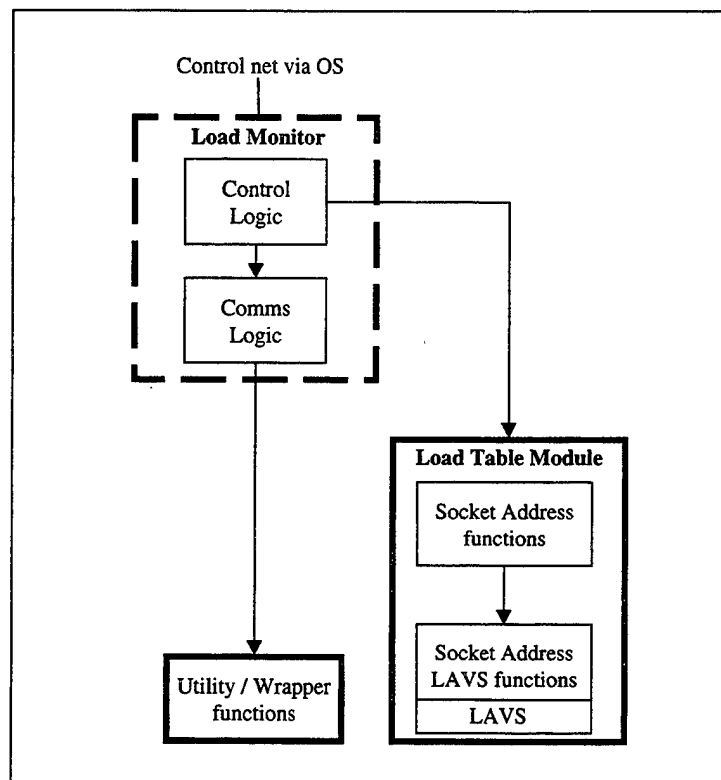 Control net via OS
Load Monitor
Control
Logic
Comms
Logic
Load Table Module
Socket Address
functions
Socket Address
LAVS functions
LAVS
Utility / Wrapper
functions